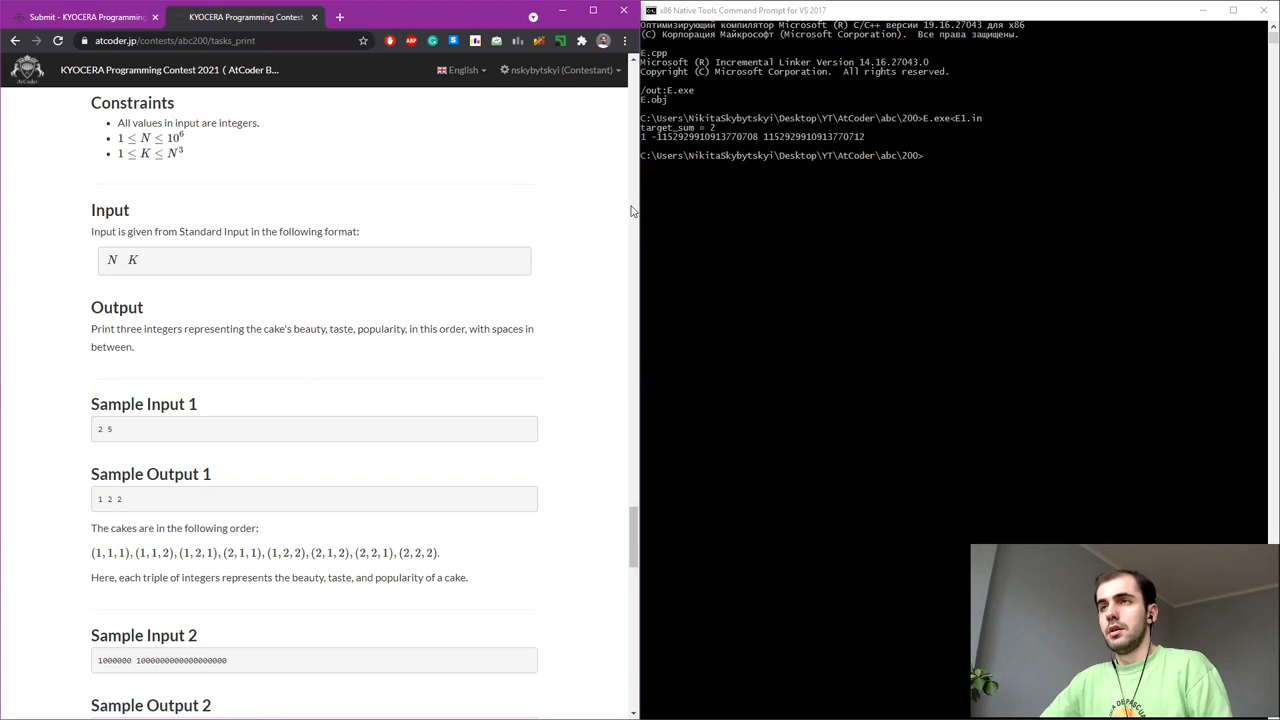 Submit - KYOCERA Programming
KYOCERA Programming Contest
atcoder.jp/contests/abc200/tasks_print
KYOCERA Programming Contest 2021 ( AtCoder B...
English
nskybytskyi (Contestant)
Constraints
All values in input are integers.
1 ≤ N ≤ 10^6
1 ≤ K ≤ N^3
Input
Input is given from Standard Input in the following format:
N K
Output
Print three integers representing the cake's beauty, taste, popularity, in this order, with spaces in
between.
Sample Input 1
2 5
Sample Output 1
1 2 2
The cakes are in the following order:
(1, 1, 1), (1, 1, 2), (1, 2, 1), (2, 1, 1), (1, 2, 2), (2, 1, 2), (2, 2, 1), (2, 2, 2).
Here, each triple of integers represents the beauty, taste, and popularity of a cake.
Sample Input 2
1000000 1000000000000000000
Sample Output 2
x86 Native Tools Command Prompt for VS 2017
Оптимизирующий компилятор Microsoft (R) C/C++ версии 19.16.27043 для x86
(C) Корпорация Майкрософт (Microsoft Corporation). Все права защищены.
E.cpp
Microsoft (R) Incremental Linker Version 14.16.27043.0
Copyright (C) Microsoft Corporation. All rights reserved.
/out:E.exe
E.obj
C:\Users\NikitaSkybytskyi\Desktop\YT\AtCoder\abc\200>E.exe<E1.in
target_sum = 2
1 -1152929910913770708 1152929910913770712
C:\Users\NikitaSkybytskyi\Desktop\YT\AtCoder\abc\200>